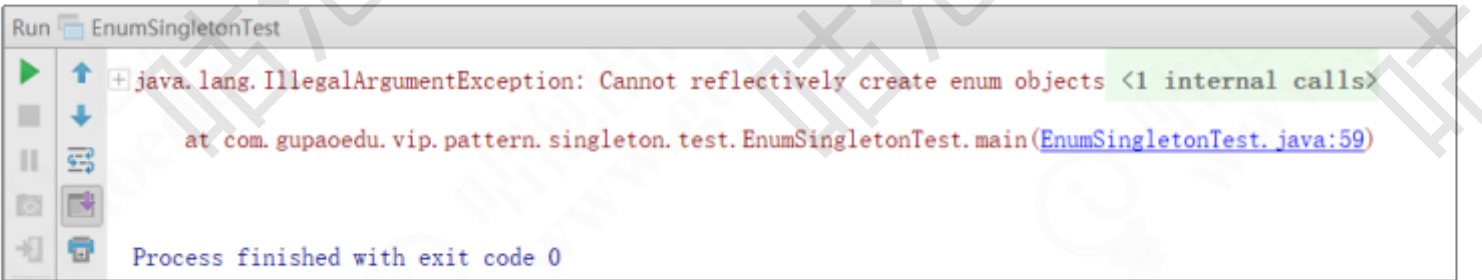 Run EnumSingletonTest
java.lang.IllegalArgumentException: Cannot reflectively create enum objects <1 internal calls>
at com.gupaoedu.vip.pattern.singleton.test.EnumSingletonTest.main(EnumSingletonTest.java:59)
Process finished with exit code 0